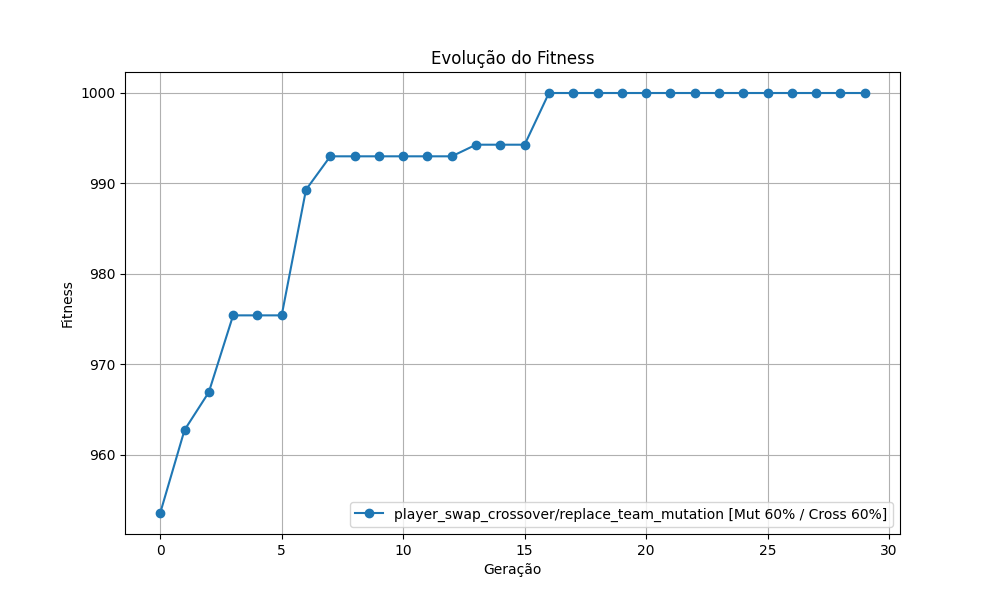 Evolução do Fitness
Fitness
1000
990
980
970
960
player_swap_crossover/replace_team_mutation [Mut 60% / Cross 60%]
0 5 10 15 20 25 30
Geração